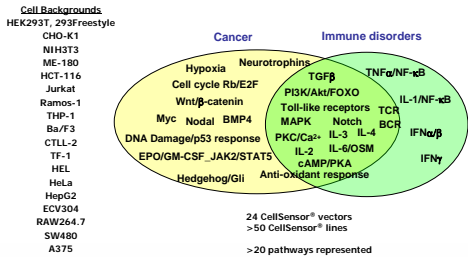 Cell Backgrounds
HEK293T, 293Freestyle
CHO-K1
NIH3T3
ME-180
HCT-116
Jurkat
Ramos-1
THP-1
Ba/F3
CTLL-2
TF-1
HEL
HeLa
HepG2
ECV304
RAW264.7
SW480
A375
Cancer
Immune disorders
Neurotrophins
Hypoxia
Cell cycle Rb/E2F
Wnt/β-catenin
Myc
Nodal
BMP4
DNA Damage/p53 response
EPO/GM-CSF_JAK2/STAT5
Hedgehog/Gli
TGFβ
PI3K/Akt/FOXO
Toll-like receptors
MAPK
Notch
PKC/Ca²⁺
IL-3
IL-4
IL-2
IL-6/OSM
cAMP/PKA
Anti-oxidant response
TCR
BCR
TNFα/NF-κB
IL-1/NF-κB
IFNα/β
IFNγ
24 CellSensor® vectors
>50 CellSensor® lines
>20 pathways represented